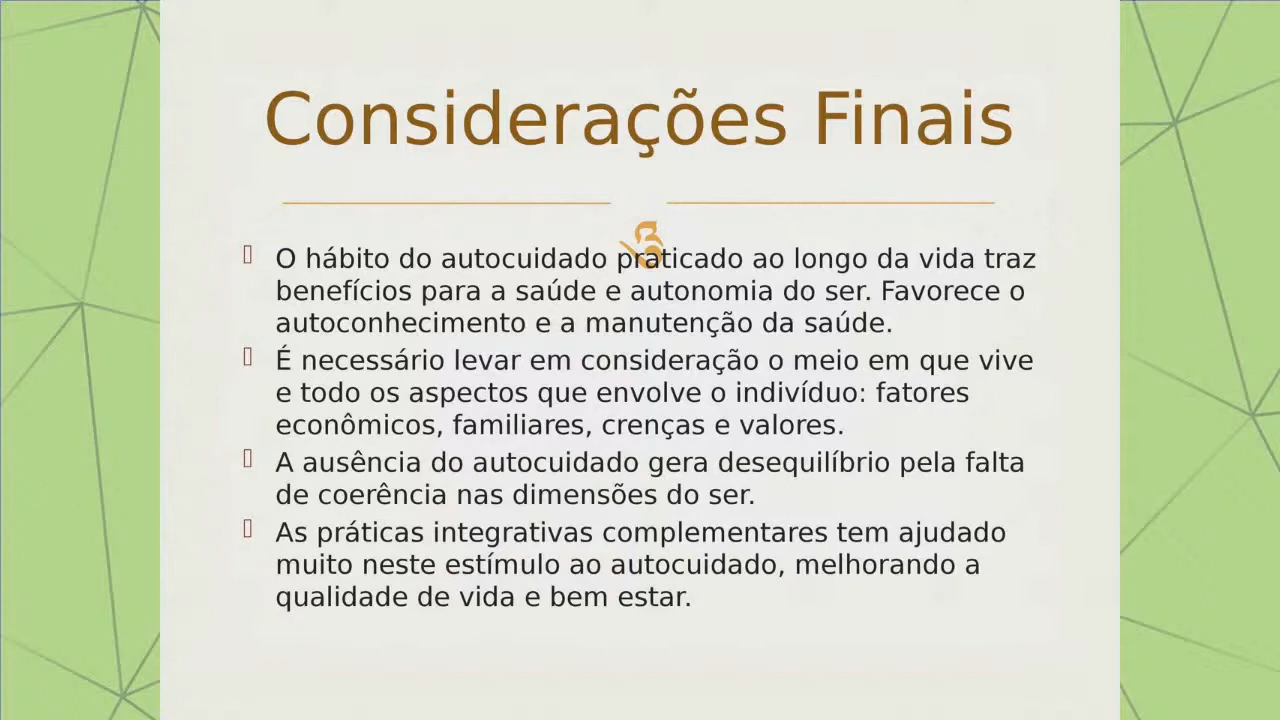 Considerações Finais
O hábito do autocuidado praticado ao longo da vida traz
benefícios para a saúde e autonomia do ser. Favorece o
autoconhecimento e a manutenção da saúde.
É necessário levar em consideração o meio em que vive
e todo os aspectos que envolve o indivíduo: fatores
econômicos, familiares, crenças e valores.
A ausência do autocuidado gera desequilíbrio pela falta
de coerência nas dimensões do ser.
As práticas integrativas complementares tem ajudado
muito neste estímulo ao autocuidado, melhorando a
qualidade de vida e bem estar.